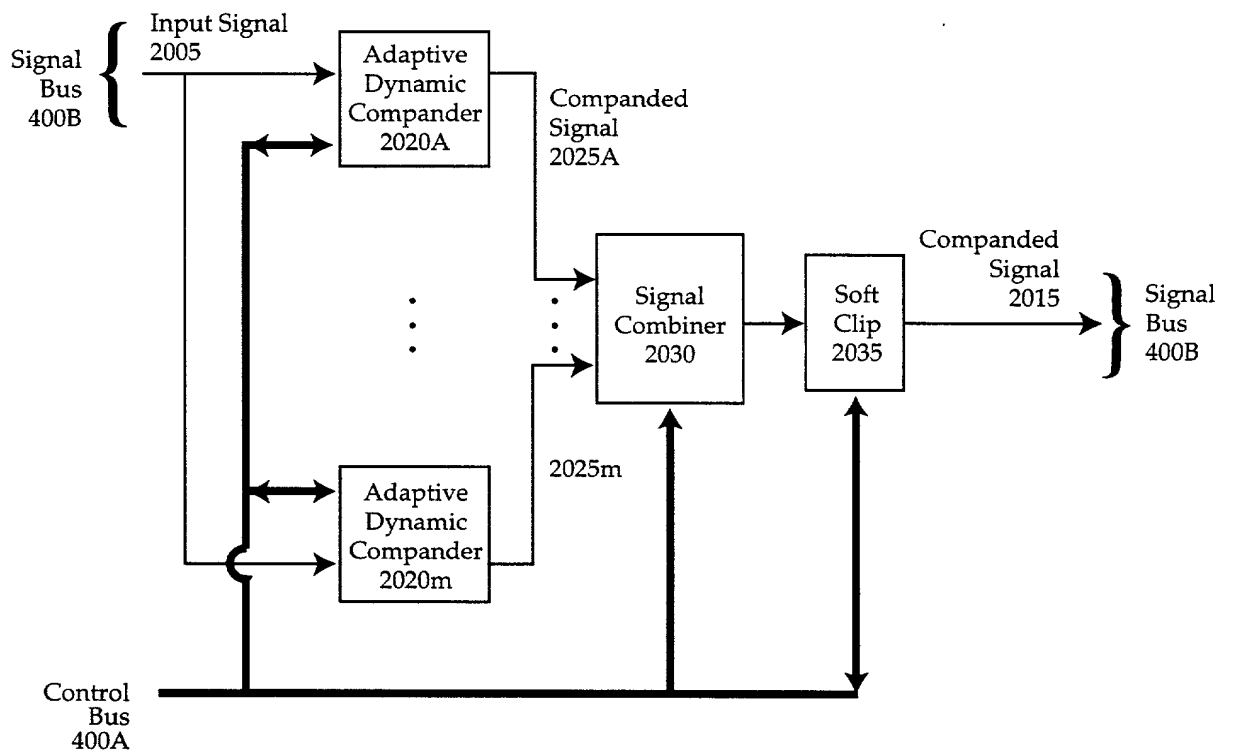 Input Signal
2005
Signal
Bus
400B
Adaptive
Dynamic
Compander
2020A
Companded
Signal
2025A
Signal
Combiner
2030
Soft
Clip
2035
Companded
Signal
2015
Signal
Bus
400B
2025m
Adaptive
Dynamic
Compander
2020m
Control
Bus
400A